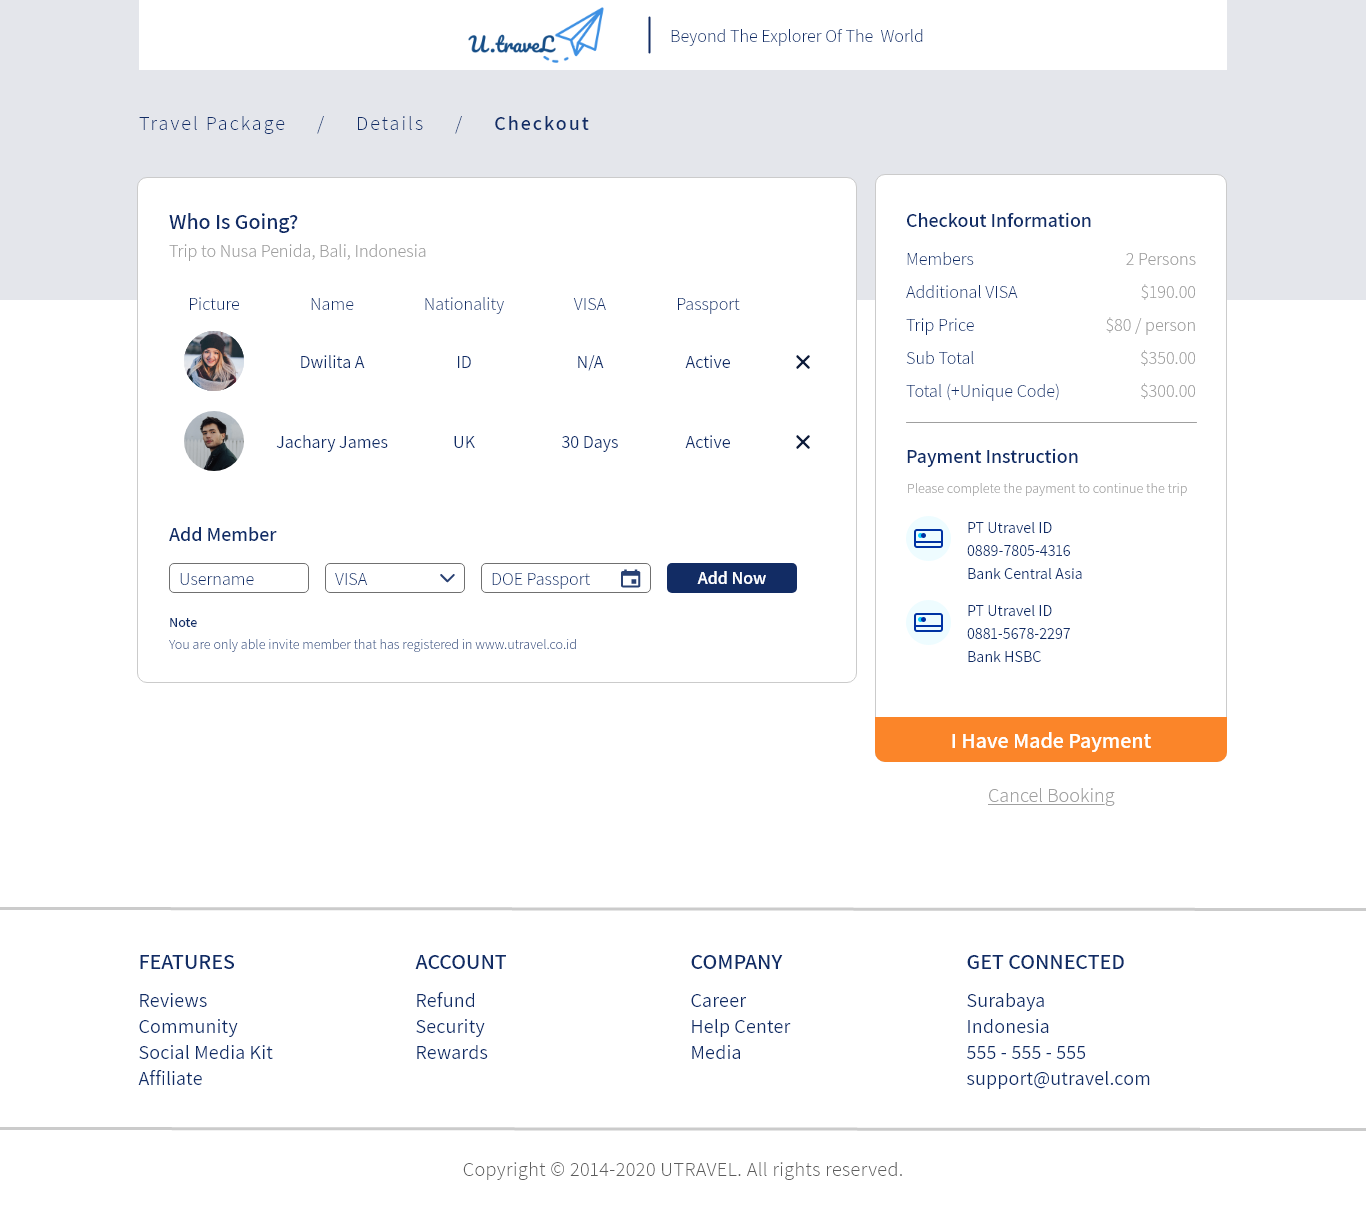 U.traveL
Beyond The Explorer Of The World
Travel Package / Details / Checkout
Who Is Going?
Trip to Nusa Penida, Bali, Indonesia
Picture Name Nationality VISA Passport
Dwilita A ID N/A Active
Jachary James UK 30 Days Active
Add Member
Username VISA DOE Passport Add Now
Note
You are only able invite member that has registered in www.utravel.co.id
Checkout Information
Members 2 Persons
Additional VISA $190.00
Trip Price $80 / person
Sub Total $350.00
Total (+Unique Code) $300.00
Payment Instruction
Please complete the payment to continue the trip
PT Utravel ID
0889-7805-4316
Bank Central Asia
PT Utravel ID
0881-5678-2297
Bank HSBC
I Have Made Payment
Cancel Booking
FEATURES
Reviews
Community
Social Media Kit
Affiliate
ACCOUNT
Refund
Security
Rewards
COMPANY
Career
Help Center
Media
GET CONNECTED
Surabaya
Indonesia
555 - 555 - 555
support@utravel.com
Copyright © 2014-2020 UTRAVEL. All rights reserved.